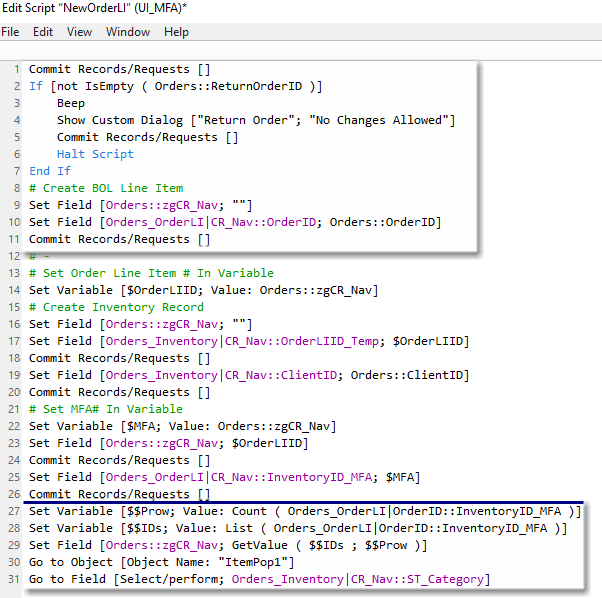 Edit Script “NewOrderLI” (UI_MFA)*
File Edit View Window Help
1 Commit Records/Requests []
2 If [not IsEmpty ( Orders::ReturnOrderID )]
3 Beep
4 Show Custom Dialog ["Return Order"; "No Changes Allowed"]
5 Commit Records/Requests []
6 Halt Script
7 End If
8 # Create BOL Line Item
9 Set Field [Orders::zgCR_Nav; ""]
10 Set Field [Orders_OrderLI|CR_Nav::OrderID; Orders::OrderID]
11 Commit Records/Requests []
12 # -
13 # Set Order Line Item # In Variable
14 Set Variable [$OrderLIID; Value: Orders::zgCR_Nav]
15 # Create Inventory Record
16 Set Field [Orders::zgCR_Nav; ""]
17 Set Field [Orders_Inventory|CR_Nav::OrderLIID_Temp; $OrderLIID]
18 Commit Records/Requests []
19 Set Field [Orders_Inventory|CR_Nav::ClientID; Orders::ClientID]
20 Commit Records/Requests []
21 # Set MFA# In Variable
22 Set Variable [$MFA; Value: Orders::zgCR_Nav]
23 Set Field [Orders::zgCR_Nav; $OrderLIID]
24 Commit Records/Requests []
25 Set Field [Orders_OrderLI|CR_Nav::InventoryID_MFA; $MFA]
26 Commit Records/Requests []
27 Set Variable [$$Prow; Value: Count ( Orders_OrderLI|OrderID::InventoryID_MFA )]
28 Set Variable [$$IDs; Value: List ( Orders_OrderLI|OrderID::InventoryID_MFA )]
29 Set Field [Orders::zgCR_Nav; GetValue ( $$IDs ; $$Prow )]
30 Go to Object [Object Name: "ItemPop1"]
31 Go to Field [Select/perform; Orders_Inventory|CR_Nav::ST_Category]